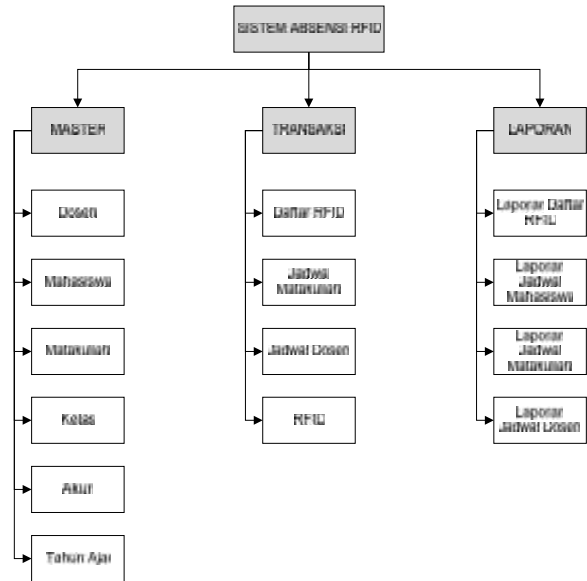 SISTEM ABSENSI RFID
MASTER
TRANSAKSI
LAPORAN
Dosen
Mahasiswa
Matakuliah
Kelas
Akun
Tahun Ajar
Daftar RFID
Jadwal
Matakuliah
Jadwal Dosen
RFID
Laporan Daftar
RFID
Laporan
Jadwal
Mahasiswa
Laporan
Jadwal
Matakuliah
Laporan
Jadwal Dosen